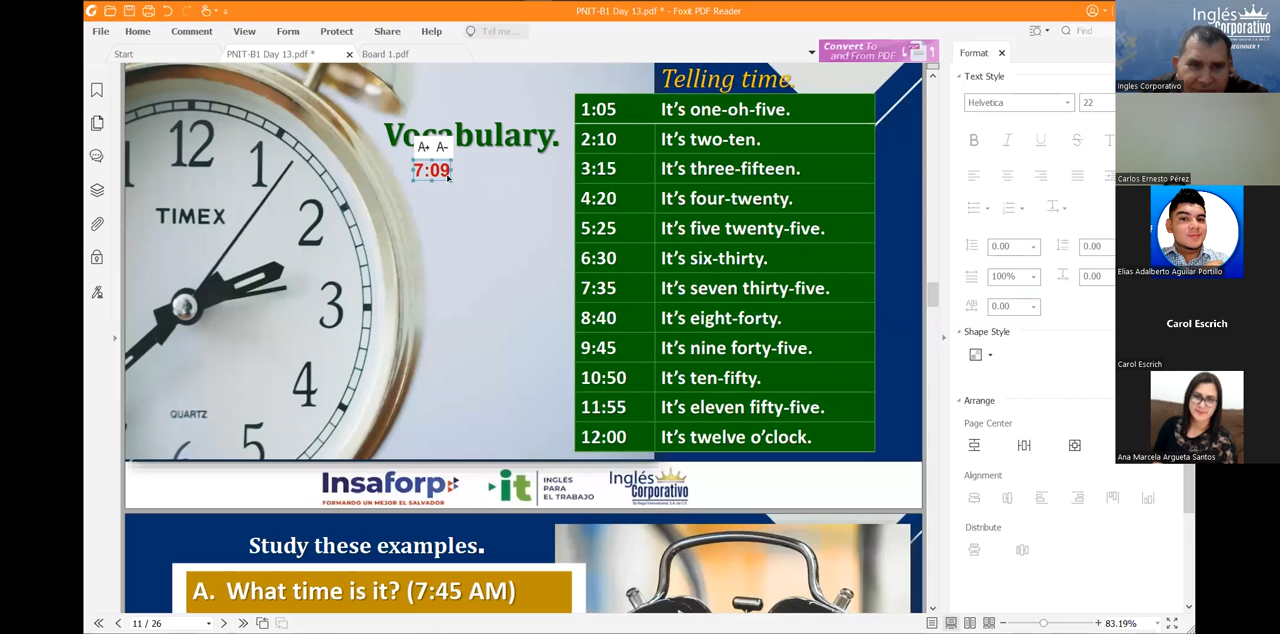 PNIT-B1 Day 13.pdf * - Foxit PDF Reader
File Home Comment View Form Protect Share Help Tell me... Find
Start PNIT-B1 Day 13.pdf * Board 1.pdf
Convert To
and From PDF
Format
Text Style
Helvetica 22
B I U S T
0.00 0.00
100% 0.00
0.00
Shape Style
Arrange
Page Center
Alignment
Distribute
Vocabulary.
A+ A-
7:09
12
1
2
3
4
5
TIMEX
QUARTZ
Telling time.
1:05 It's one-oh-five.
2:10 It's two-ten.
3:15 It's three-fifteen.
4:20 It's four-twenty.
5:25 It's five twenty-five.
6:30 It's six-thirty.
7:35 It's seven thirty-five.
8:40 It's eight-forty.
9:45 It's nine forty-five.
10:50 It's ten-fifty.
11:55 It's eleven fifty-five.
12:00 It's twelve o'clock.
Insaforp
FORMANDO UN MEJOR EL SALVADOR
it
INGLÉS
PARA
EL TRABAJO
Inglés
Corporativo
Study these examples.
A. What time is it? (7:45 AM)
11 / 26
83.19%
Inglés
Corporativo
BEGINNER 1
Ingles Corporativo
Carlos Ernesto Pérez
Elias Adalberto Aguilar Portillo
Carol Escrich
Carol Escrich
Ana Marcela Argueta Santos